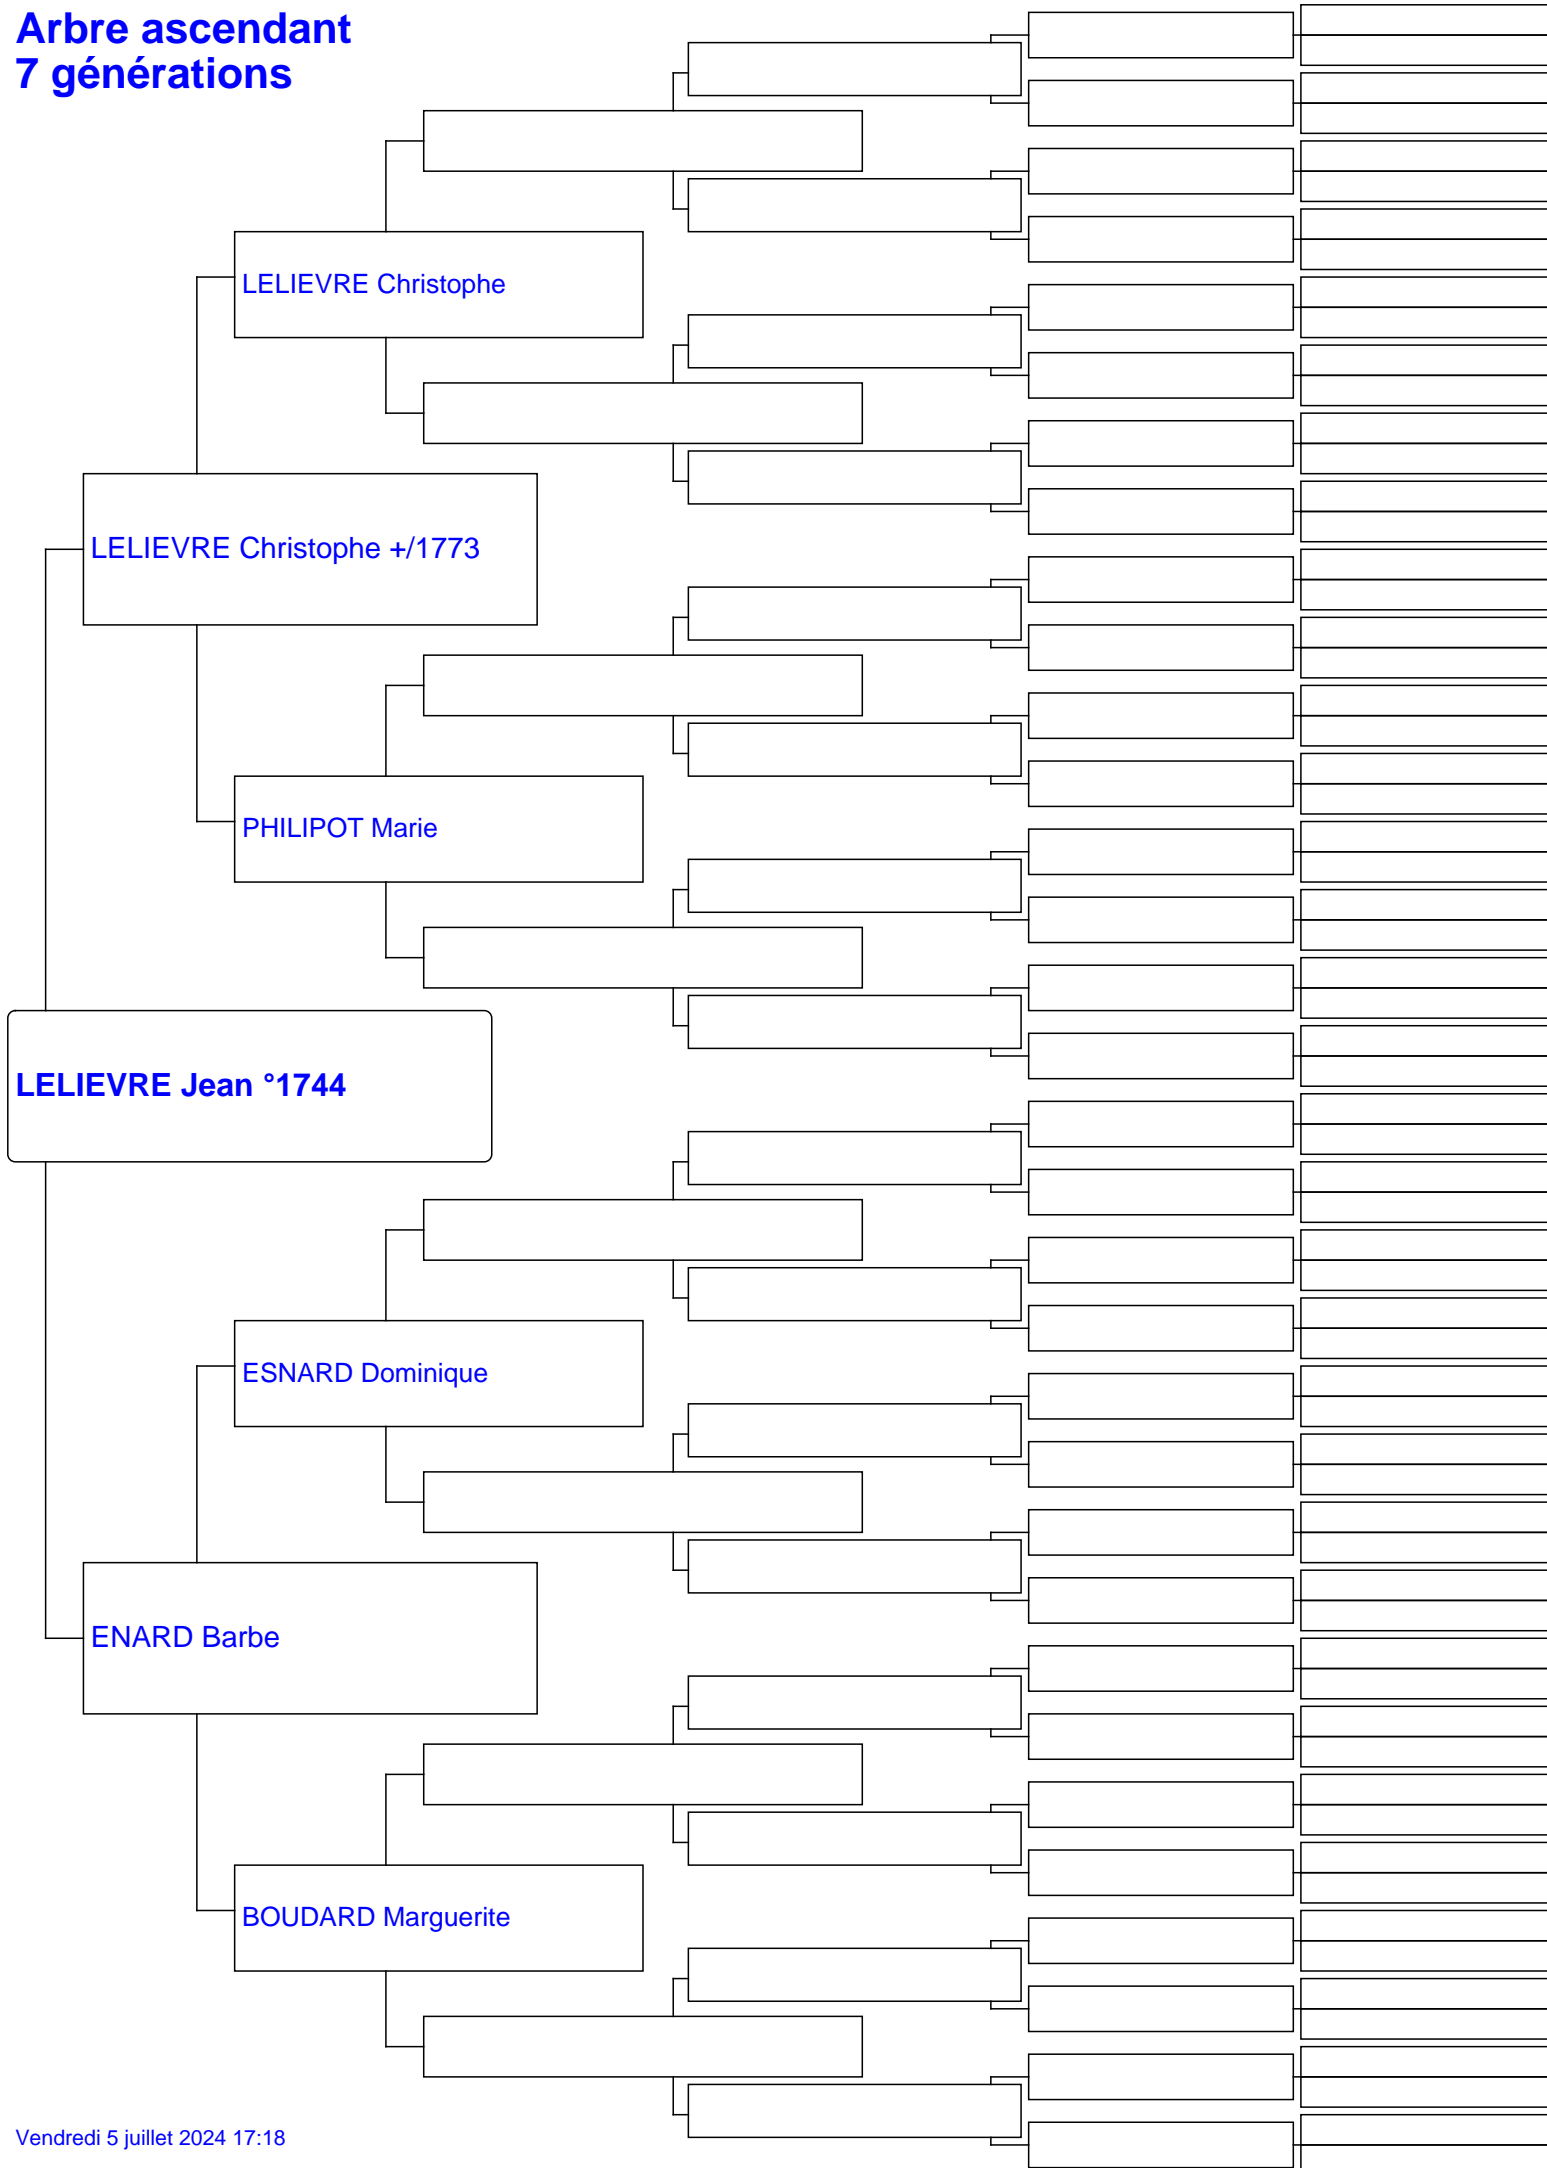 Arbre ascendant
7 générations
LELIEVRE Christophe
LELIEVRE Christophe +/1773
PHILIPOT Marie
LELIEVRE Jean °1744
ESNARD Dominique
ENARD Barbe
BOUDARD Marguerite
Vendredi 5 juillet 2024 17:18